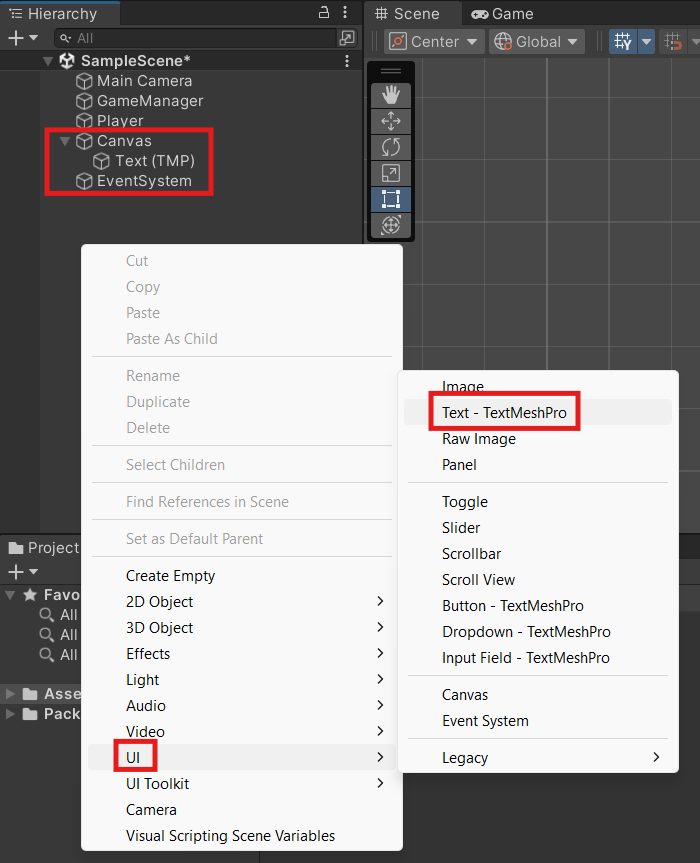 Hierarchy
All
SampleScene*
Main Camera
GameManager
Player
Canvas
Text (TMP)
EventSystem
Scene
Game
Center
Global
Cut
Copy
Paste
Paste As Child
Rename
Duplicate
Delete
Select Children
Find References in Scene
Set as Default Parent
Create Empty
2D Object
3D Object
Effects
Light
Audio
Video
UI
UI Toolkit
Camera
Visual Scripting Scene Variables
Image
Text - TextMeshPro
Raw Image
Panel
Toggle
Slider
Scrollbar
Scroll View
Button - TextMeshPro
Dropdown - TextMeshPro
Input Field - TextMeshPro
Canvas
Event System
Legacy
Project
Favo
All
All
All
Asse
Pack